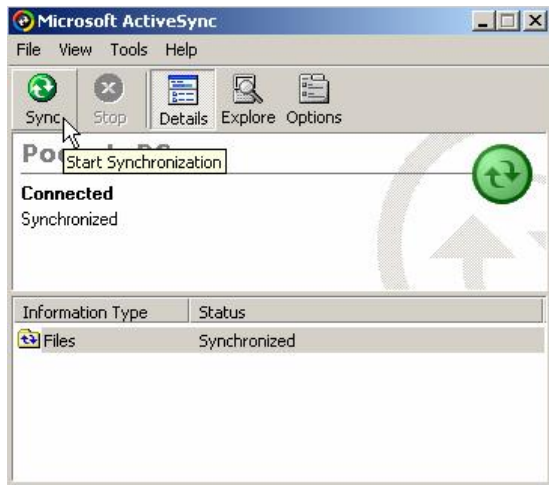 Microsoft ActiveSync
File View Tools Help
Sync Stop Details Explore Options
Start Synchronization
Connected
Synchronized
Information Type Status
Files Synchronized